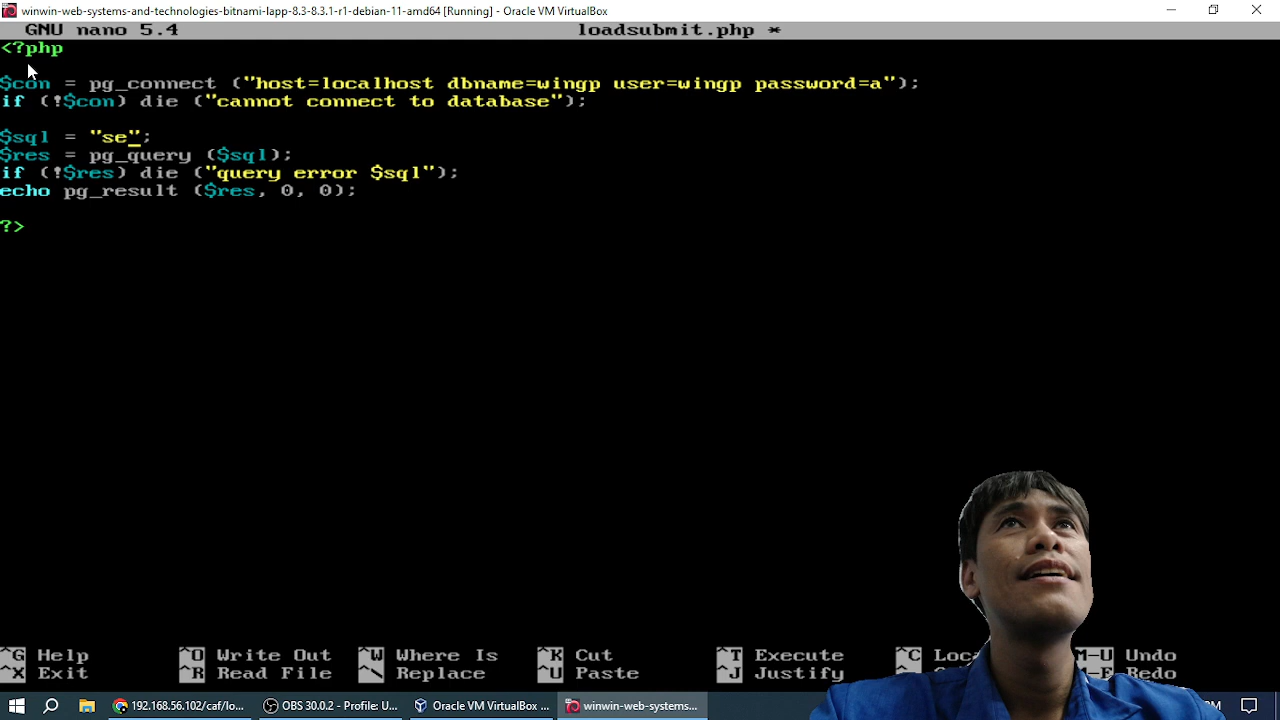 winwin-web-systems-and-technologies-bitnami-lapp-8.3-8.3.1-r1-debian-11-amd64 [Running] - Oracle VM VirtualBox
GNU nano 5.4 loadsubmit.php *
<?php
$con = pg_connect ("host=localhost dbname=wingp user=wingp password=a");
if (!$con) die ("cannot connect to database");
$sql = "se";
$res = pg_query ($sql);
if (!$res) die ("query error $sql");
echo pg_result ($res, 0, 0);
?>
^G Help ^O Write Out ^W Where Is ^K Cut ^T Execute ^C M-U Undo
^X Exit ^R Read File ^\ Replace ^U Paste ^J Justify M-E Redo
192.168.56.102/caf/lo... OBS 30.0.2 - Profile: U... Oracle VM VirtualBox ... winwin-web-systems...